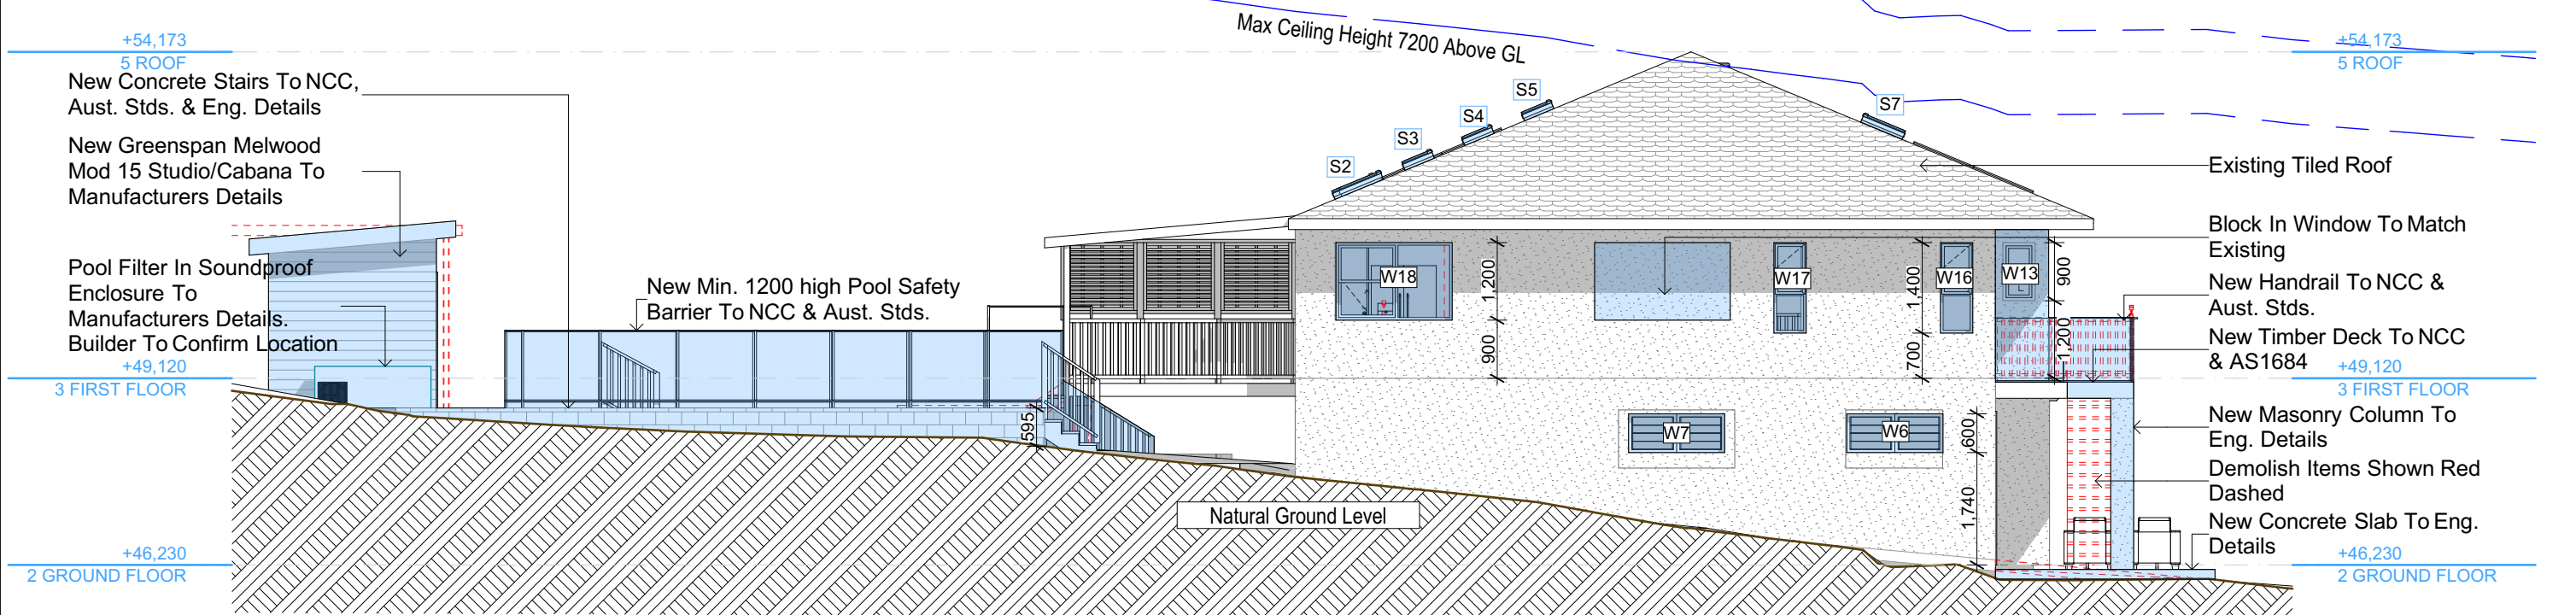 Max Ceiling Height 7200 Above GL
+54,173
5 ROOF
New Concrete Stairs To NCC,
Aust. Stds. & Eng. Details
New Greenspan Melwood
Mod 15 Studio/Cabana To
Manufacturers Details
Pool Filter In Soundproof
Enclosure To
Manufacturers Details.
Builder To Confirm Location
+49,120
3 FIRST FLOOR
+46,230
2 GROUND FLOOR
New Min. 1200 high Pool Safety
Barrier To NCC & Aust. Stds.
595
S2
S3
S4
S5
S7
W18
1,200
900
W17
1,400
700
W16
W13
900
1,200
W7
W6
600
1,740
Natural Ground Level
+54,173
5 ROOF
Existing Tiled Roof
Block In Window To Match
Existing
New Handrail To NCC &
Aust. Stds.
New Timber Deck To NCC
& AS1684
+49,120
3 FIRST FLOOR
New Masonry Column To
Eng. Details
Demolish Items Shown Red
Dashed
New Concrete Slab To Eng.
Details
+46,230
2 GROUND FLOOR